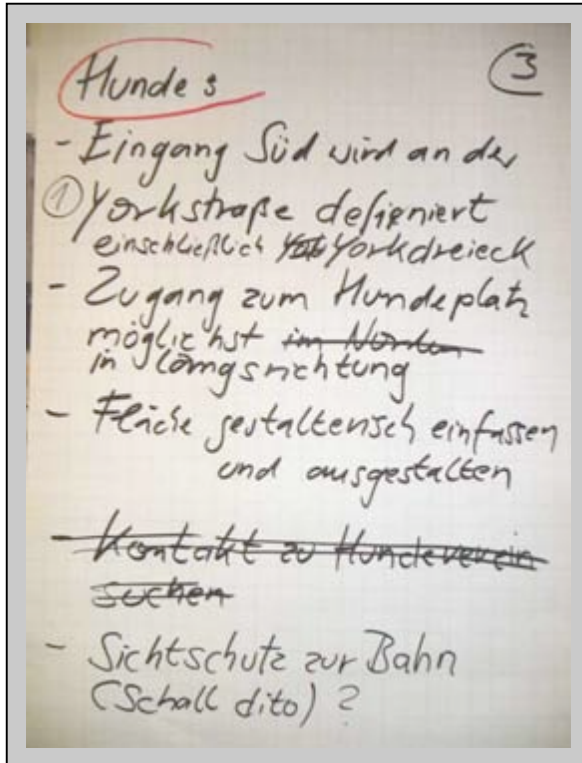 Hunde : ③
- Eingang Süd wird an der
① Yorkstraße definiert
einschließlich Yorkdreieck
- Zugang zum Hundeplatz
möglichst im Norden
in längsrichtung
- Fläche gestalterisch einfassen
und ausgestalten
- Kontakt zu Hundeverein
suchen
- Sichtschutz zur Bahn
(Schall dito) ?